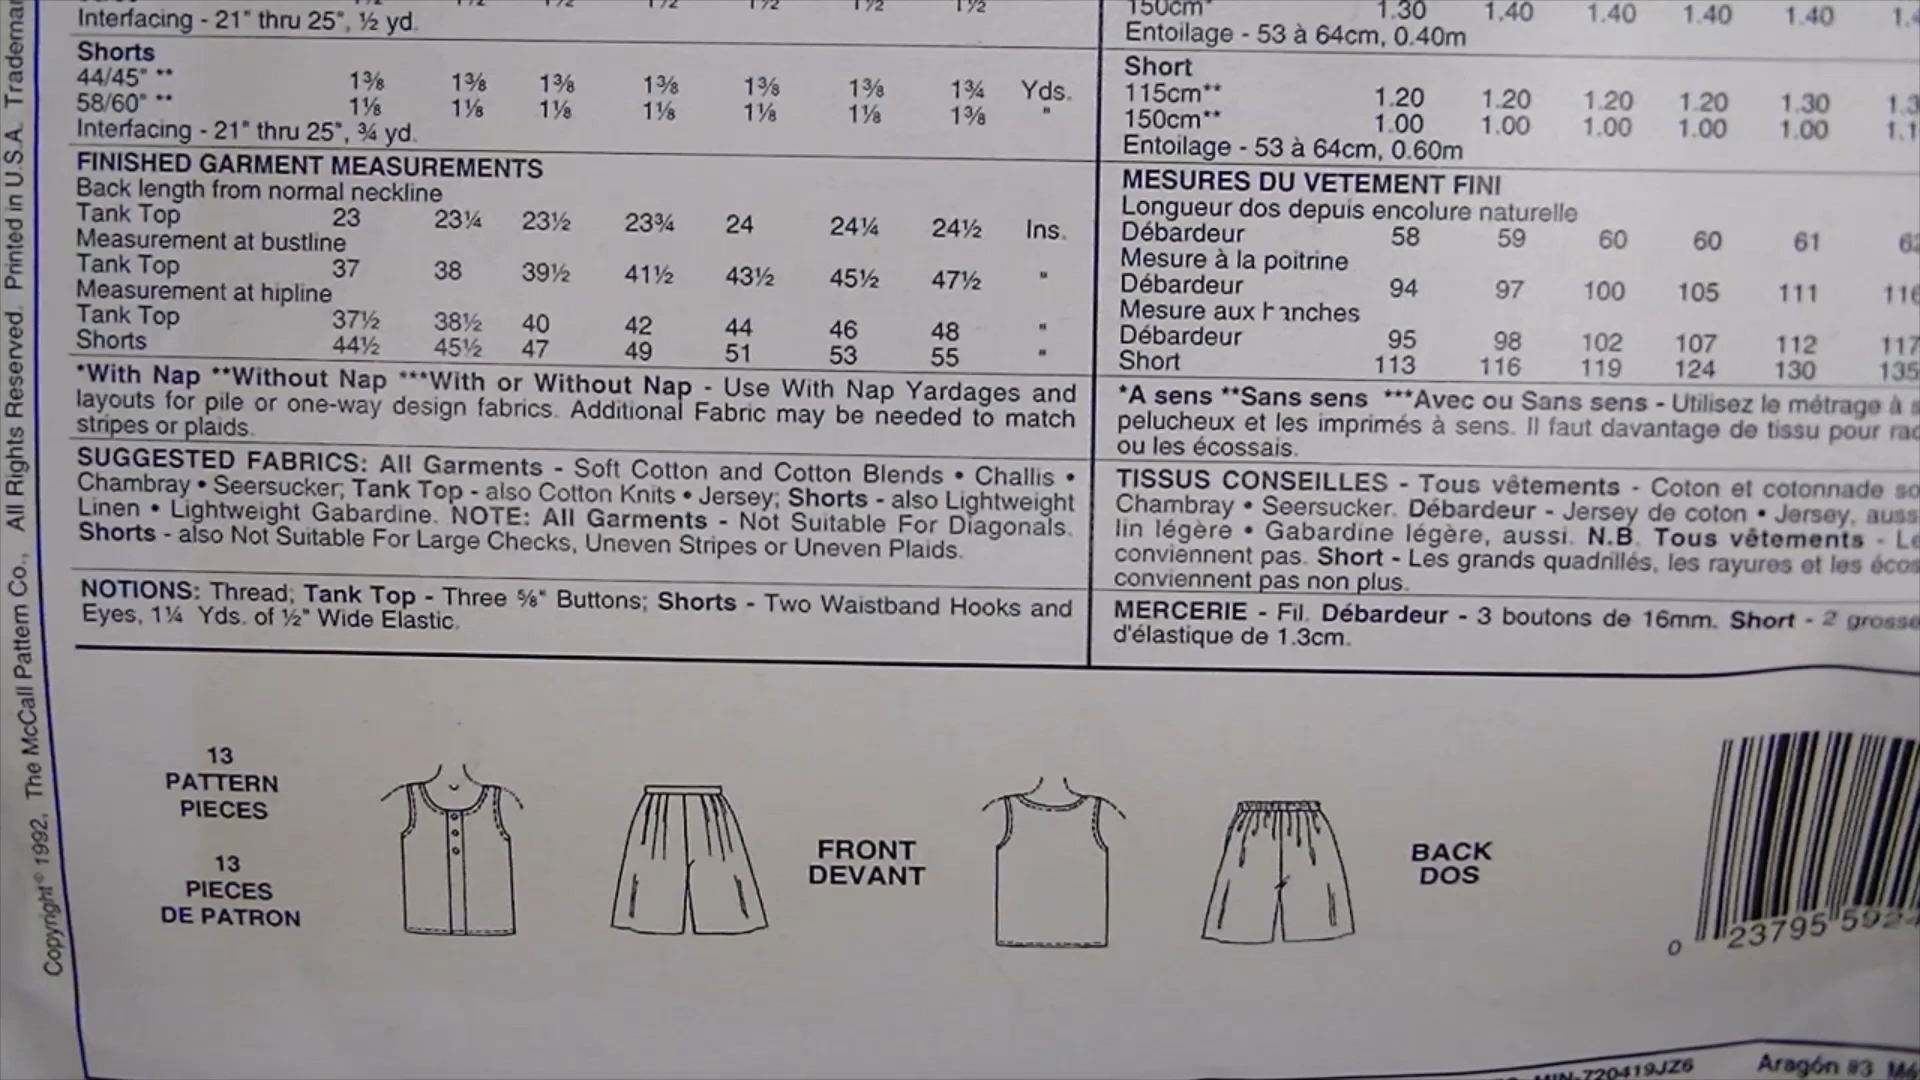 Interfacing - 21" thru 25", ½ yd.
Shorts
44/45" ** 1⅜ 1⅜ 1⅜ 1⅜ 1⅜ 1⅜ 1¾ Yds.
58/60" ** 1⅛ 1⅛ 1⅛ 1⅛ 1⅛ 1⅛ 1⅜ "
Interfacing - 21" thru 25", ¾ yd.
FINISHED GARMENT MEASUREMENTS
Back length from normal neckline
Tank Top 23 23¼ 23½ 23¾ 24 24¼ 24½ Ins.
Measurement at bustline
Tank Top 37 38 39½ 41½ 43½ 45½ 47½ "
Measurement at hipline
Tank Top 37½ 38½ 40 42 44 46 48 "
Shorts 44½ 45½ 47 49 51 53 55 "
*With Nap **Without Nap ***With or Without Nap - Use With Nap Yardages and
layouts for pile or one-way design fabrics. Additional Fabric may be needed to match
stripes or plaids.
SUGGESTED FABRICS: All Garments - Soft Cotton and Cotton Blends • Challis •
Chambray • Seersucker; Tank Top - also Cotton Knits • Jersey; Shorts - also Lightweight
Linen • Lightweight Gabardine. NOTE: All Garments - Not Suitable For Diagonals.
Shorts - also Not Suitable For Large Checks, Uneven Stripes or Uneven Plaids.
NOTIONS: Thread; Tank Top - Three ⅝" Buttons; Shorts - Two Waistband Hooks and
Eyes, 1¼ Yds. of ½" Wide Elastic.
150cm* 1.30 1.40 1.40 1.40 1.40
Entoilage - 53 à 64cm, 0.40m
Short
115cm** 1.20 1.20 1.20 1.20 1.30
150cm** 1.00 1.00 1.00 1.00 1.00
Entoilage - 53 à 64cm, 0.60m
MESURES DU VETEMENT FINI
Longueur dos depuis encolure naturelle
Débardeur 58 59 60 60 61
Mesure à la poitrine
Débardeur 94 97 100 105 111 116
Mesure aux hanches
Débardeur 95 98 102 107 112 117
Short 113 116 119 124 130 135
*A sens **Sans sens ***Avec ou Sans sens - Utilisez le métrage à
pelucheux et les imprimés à sens. Il faut davantage de tissu pour
ou les écossais.
TISSUS CONSEILLES - Tous vêtements - Coton et cotonnade
Chambray • Seersucker. Débardeur - Jersey de coton • Jersey, aussi
lin légère • Gabardine légère, aussi. N.B. Tous vêtements -
conviennent pas. Short - Les grands quadrillés, les rayures et les
conviennent pas non plus.
MERCERIE - Fil. Débardeur - 3 boutons de 16mm. Short - 2
d'élastique de 1.3cm.
13
PATTERN
PIECES
13
PIECES
DE PATRON
FRONT
DEVANT
BACK
DOS
0 23795 5924
Aragón #3
Copyright® 1992, The McCall Pattern Co., All Rights Reserved. Printed in U.S.A.